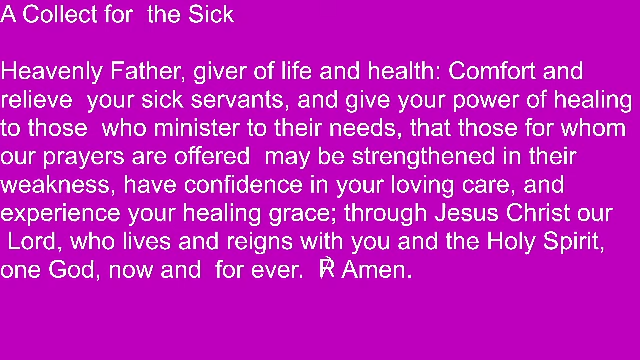 A Collect for  the Sick
Heavenly Father, giver of life and health: Comfort and
relieve  your sick servants, and give your power of healing
to those  who minister to their needs, that those for whom
our prayers are offered  may be strengthened in their
weakness, have confidence in your loving care, and
experience your healing grace; through Jesus Christ our
Lord, who lives and reigns with you and the Holy Spirit,
one God, now and  for ever.  ℟ Amen.